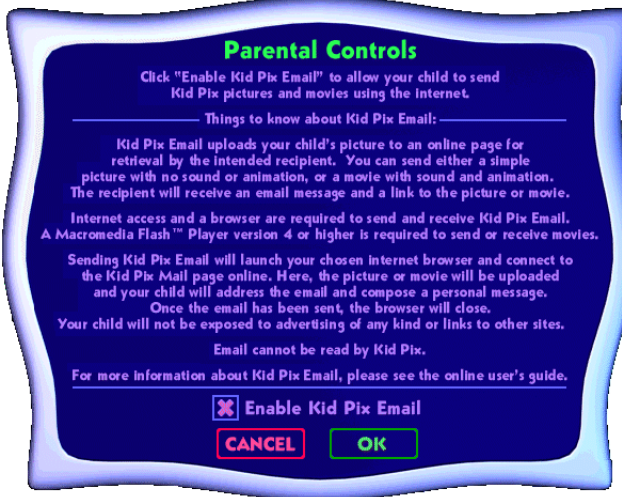 Parental Controls
Click "Enable Kid Pix Email" to allow your child to send
Kid Pix pictures and movies using the internet.
Things to know about Kid Pix Email:
Kid Pix Email uploads your child's picture to an online page for
retrieval by the intended recipient. You can send either a simple
picture with no sound or animation, or a movie with sound and animation.
The recipient will receive an email message and a link to the picture or movie.
Internet access and a browser are required to send and receive Kid Pix Email.
A Macromedia Flash™ Player version 4 or higher is required to send or receive movies.
Sending Kid Pix Email will launch your chosen internet browser and connect to
the Kid Pix Mail page online. Here, the picture or movie will be uploaded
and your child will address the email and compose a personal message.
Once the email has been sent, the browser will close.
Your child will not be exposed to advertising of any kind or links to other sites.
Email cannot be read by Kid Pix.
For more information about Kid Pix Email, please see the online user's guide.
Enable Kid Pix Email
CANCEL OK